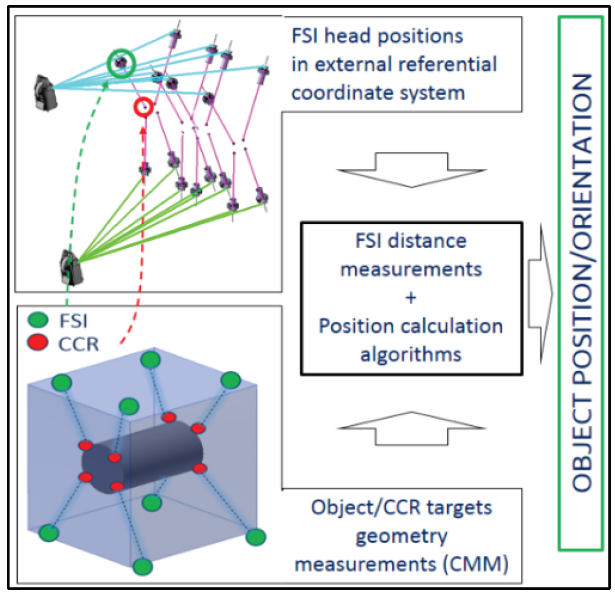 FSI head positions
in external referential
coordinate system
FSI distance
measurements
+
Position calculation
algorithms
OBJECT POSITION/ORIENTATION
FSI
CCR
Object/CCR targets
geometry
measurements (CMM)